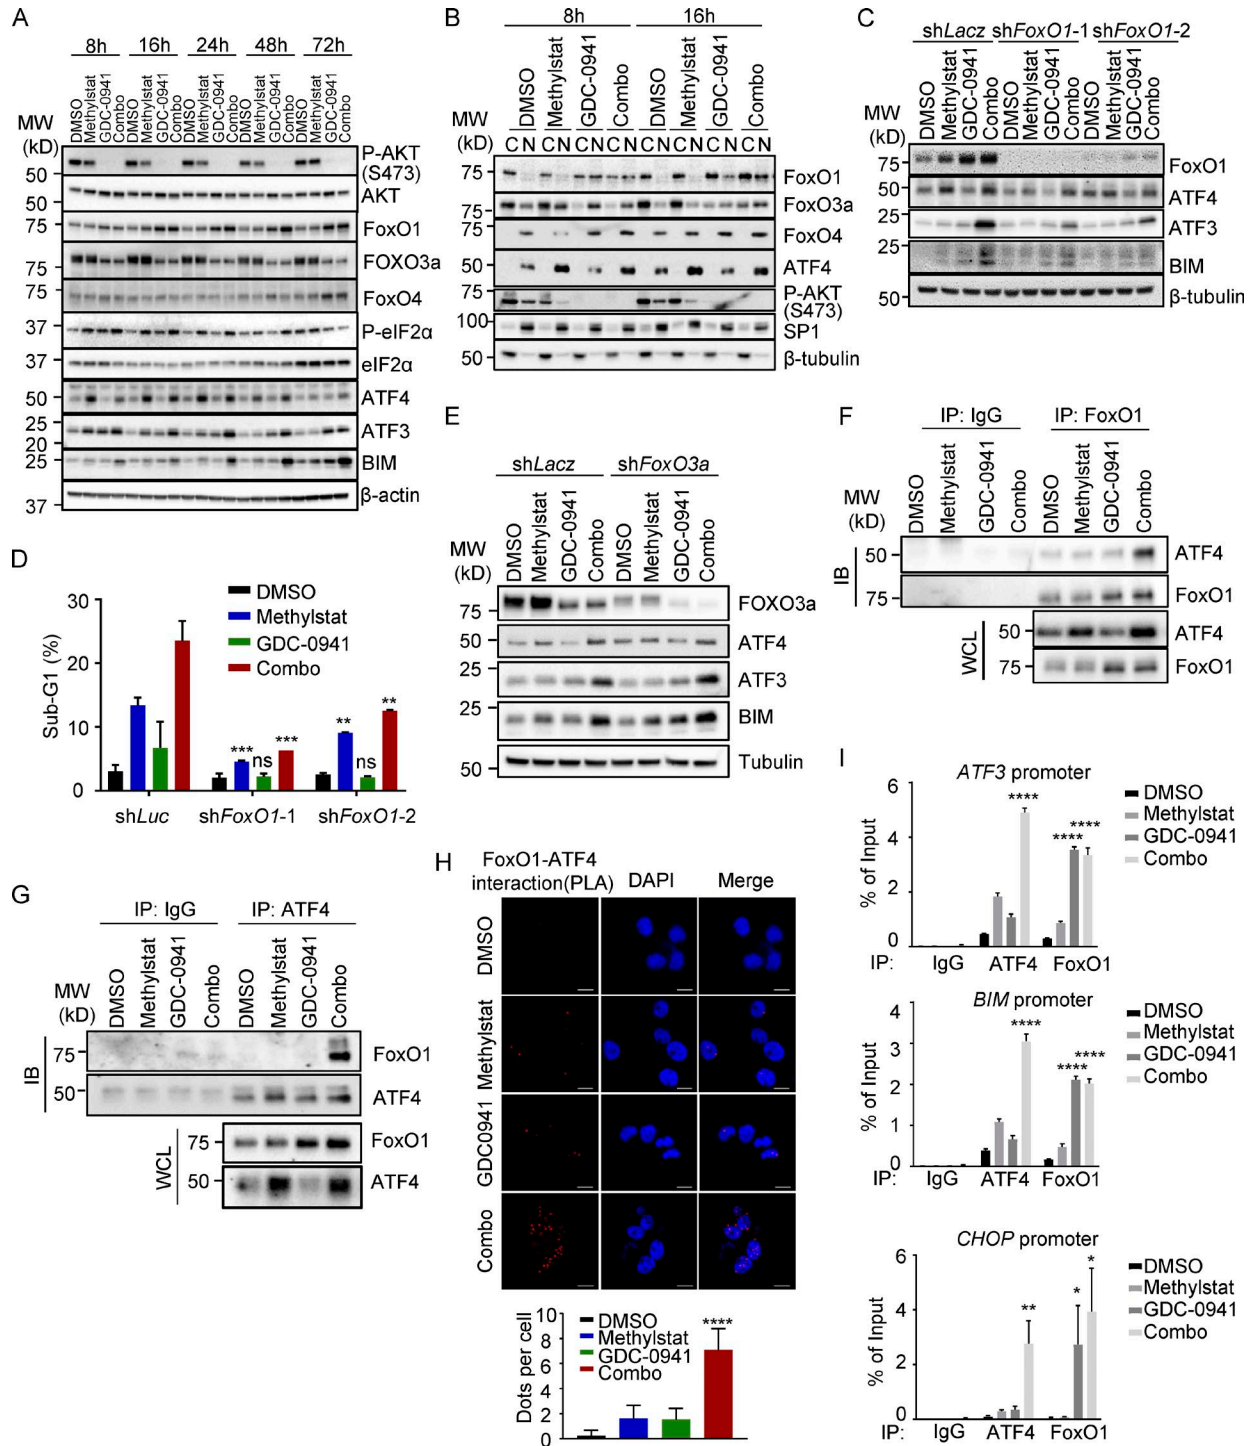 A
8h 16h 24h 48h 72h
DMSO Methylstat GDC-0941 Combo DMSO Methylstat GDC-0941 Combo DMSO Methylstat GDC-0941 Combo DMSO Methylstat GDC-0941 Combo DMSO Methylstat GDC-0941 Combo
MW
(kD)
P-AKT
(S473)
50
AKT
50
75 FoxO1
FOXO3a
75
75 FoxO4
37 P-eIF2α
37 eIF2α
50 ATF4
25 ATF3
20
25 BIM
β-actin
37
B
8h 16h
DMSO Methylstat GDC-0941 Combo DMSO Methylstat GDC-0941 Combo
MW
(kD)
C N C N C N C N C N C N C N C N
75 FoxO1
FoxO3a
75
75 FoxO4
50 ATF4
75 P-AKT
(S473)
100 SP1
50 β-tubulin
C
shLacz shFoxO1-1 shFoxO1-2
DMSO Methylstat GDC-0941 Combo DMSO Methylstat GDC-0941 Combo DMSO Methylstat GDC-0941 Combo
MW
(kD)
75 FoxO1
50 ATF4
25 ATF3
25 BIM
50 β-tubulin
D
30
20
10
0
Sub-G1 (%)
DMSO
Methylstat
GDC-0941
Combo
*** ns *** ** ns **
shLuc shFoxO1-1 shFoxO1-2
E
shLacz shFoxO3a
DMSO Methylstat GDC-0941 Combo DMSO Methylstat GDC-0941 Combo
MW
(kD)
75 FOXO3a
50 ATF4
25 ATF3
25 BIM
50 Tubulin
F
IP: IgG IP: FoxO1
DMSO Methylstat GDC-0941 Combo DMSO Methylstat GDC-0941 Combo
MW
(kD)
IB
50 ATF4
75 FoxO1
WCL
50 ATF4
75 FoxO1
G
IP: IgG IP: ATF4
DMSO Methylstat GDC-0941 Combo DMSO Methylstat GDC-0941 Combo
MW
(kD)
IB
75 FoxO1
50 ATF4
WCL
75 FoxO1
50 ATF4
H
FoxO1-ATF4
interaction(PLA) DAPI Merge
DMSO
Methylstat
GDC0941
Combo
10
8
6
4
2
0
Dots per cell
DMSO
Methylstat
GDC-0941
Combo
****
I
ATF3 promoter
6
4
2
0
% of Input
**** **** ****
DMSO
Methylstat
GDC-0941
Combo
IP: IgG ATF4 FoxO1
BIM promoter
4
3
2
1
0
% of Input
**** **** ****
DMSO
Methylstat
GDC-0941
Combo
IP: IgG ATF4 FoxO1
CHOP promoter
6
4
2
0
% of Input
** * *
DMSO
Methylstat
GDC-0941
Combo
IP: IgG ATF4 FoxO1